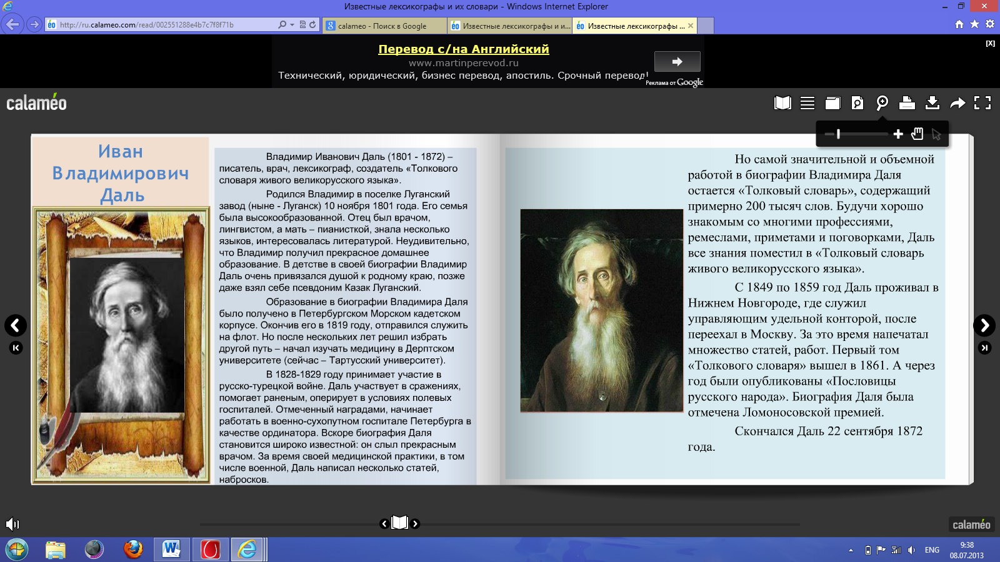 Известные лексикографы и их словари - Windows Internet Explorer
http://ru.calameo.com/read/002551288e4b7c7f8f71b
calameo - Поиск в Google
Известные лексикографы и и...
Известные лексикографы ...
Перевод с/на Английский
www.martinperevod.ru
Технический, юридический, бизнес перевод, апостиль. Срочный перевод!
Реклама от Google
[X]
calaméo
Иван
Владимирович
Даль
Владимир Иванович Даль (1801 - 1872) –
писатель, врач, лексикограф, создатель «Толкового
словаря живого великорусского языка».
Родился Владимир в поселке Луганский
завод (ныне - Луганск) 10 ноября 1801 года. Его семья
была высокообразованной. Отец был врачом,
лингвистом, а мать – пианисткой, знала несколько
языков, интересовалась литературой. Неудивительно,
что Владимир получил прекрасное домашнее
образование. В детстве в своей биографии Владимир
Даль очень привязался душой к родному краю, позже
даже взял себе псевдоним Казак Луганский.
Образование в биографии Владимира Даля
было получено в Петербургском Морском кадетском
корпусе. Окончив его в 1819 году, отправился служить
на флот. Но после нескольких лет решил избрать
другой путь – начал изучать медицину в Дерптском
университете (сейчас – Тартусский университет).
В 1828-1829 году принимает участие в
русско-турецкой войне. Даль участвует в сражениях,
помогает раненым, оперирует в условиях полевых
госпиталей. Отмеченный наградами, начинает
работать в военно-сухопутном госпитале Петербурга в
качестве ординатора. Вскоре биография Даля
становится широко известной: он слыл прекрасным
врачом. За время своей медицинской практики, в том
числе военной, Даль написал несколько статей,
набросков.
Но самой значительной и объемной
работой в биографии Владимира Даля
остается «Толковый словарь», содержащий
примерно 200 тысяч слов. Будучи хорошо
знакомым со многими профессиями,
ремеслами, приметами и поговорками, Даль
все знания поместил в «Толковый словарь
живого великорусского языка».
С 1849 по 1859 год Даль проживал в
Нижнем Новгороде, где служил
управляющим удельной конторой, после
переехал в Москву. За это время напечатал
множество статей, работ. Первый том
«Толкового словаря» вышел в 1861. А через
год были опубликованы «Пословицы
русского народа». Биография Даля была
отмечена Ломоносовской премией.
Скончался Даль 22 сентября 1872
года.
calaméo
ENG
9:38
08.07.2013